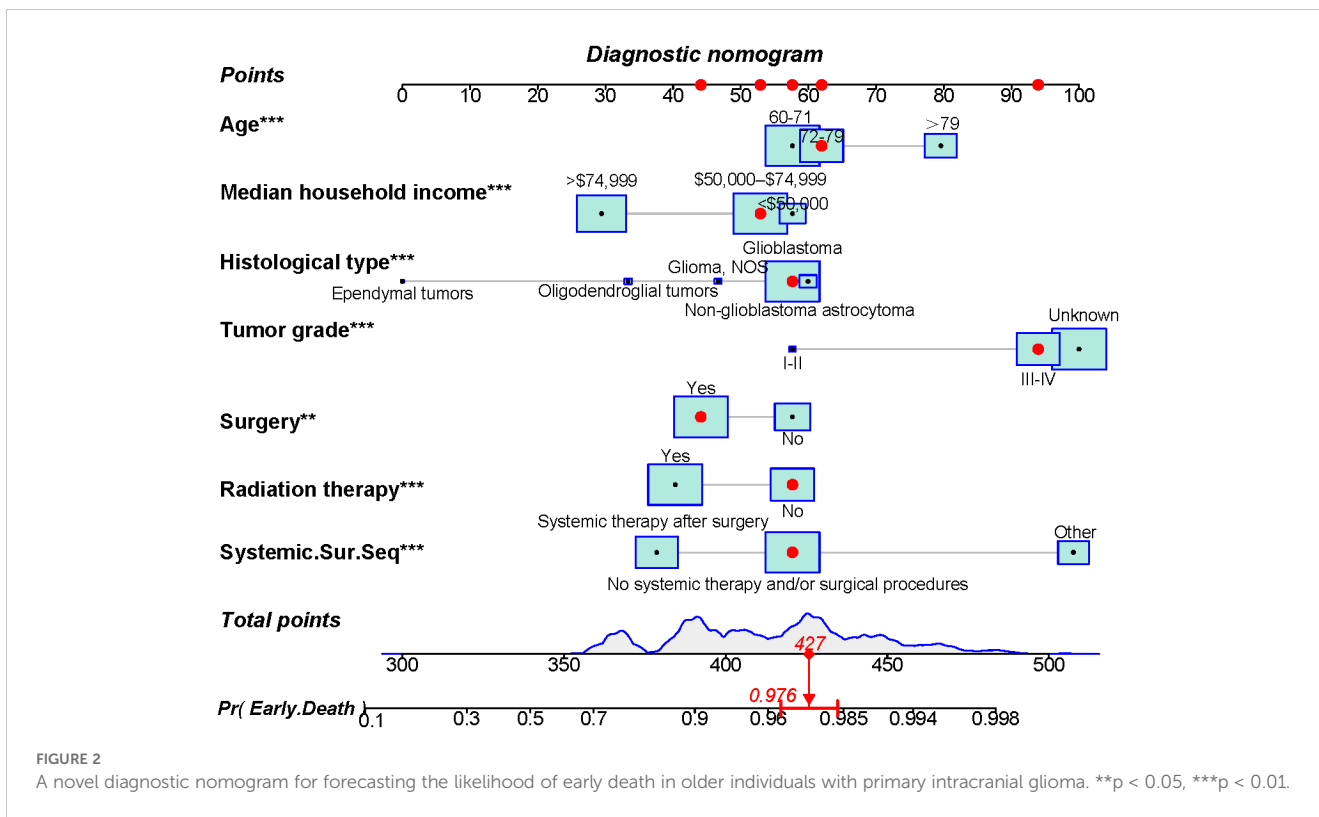 Diagnostic nomogram
Points
0 10 20 30 40 50 60 70 80 90 100
Age***
60-71
72-79
>79
Median household income***
>$74,999
$50,000–$74,999
<$50,000
Histological type***
Glioblastoma
Glioma, NOS
Ependymal tumors
Oligodendroglial tumors
Non-glioblastoma astrocytoma
Tumor grade***
Unknown
I-II
III-IV
Surgery**
Yes
No
Radiation therapy***
Yes
No
Systemic.Sur.Seq***
Systemic therapy after surgery
Other
No systemic therapy and/or surgical procedures
Total points
427
300 350 400 450 500
0.976
Pr( Early.Death )
0.1 0.3 0.5 0.7 0.9 0.96 0.985 0.994 0.998
FIGURE 2
A novel diagnostic nomogram for forecasting the likelihood of early death in older individuals with primary intracranial glioma. **p < 0.05, ***p < 0.01.